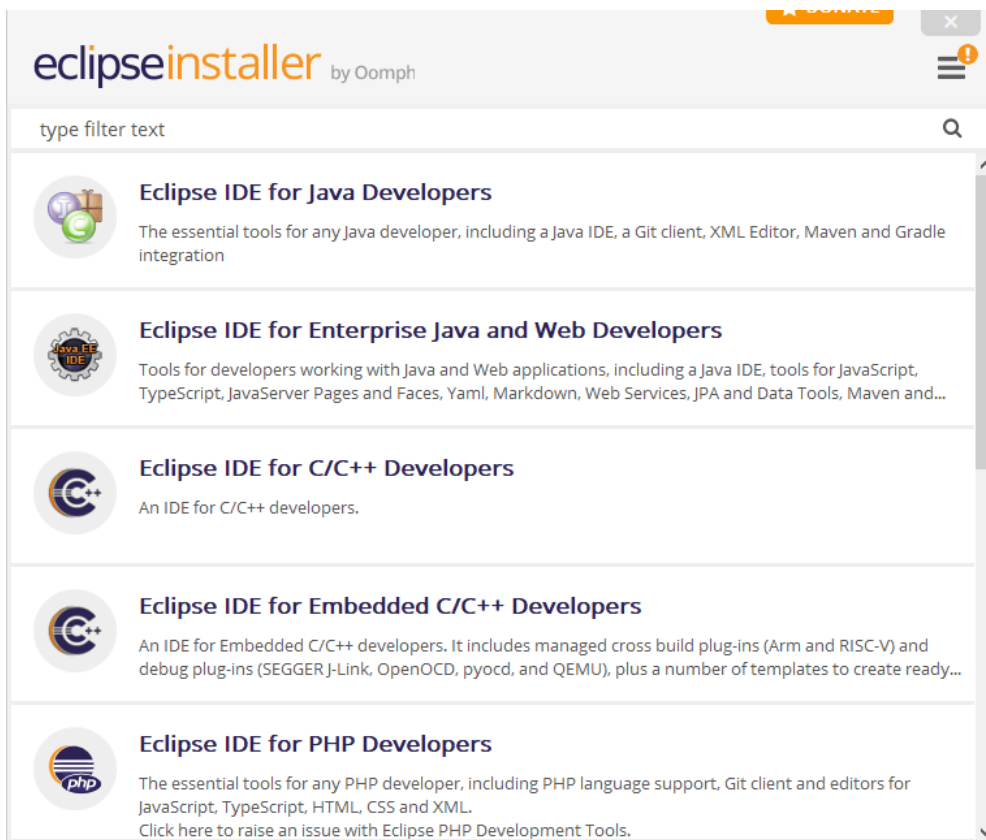 DONATE
eclipseinstaller by Oomph
!
type filter text
Eclipse IDE for Java Developers
The essential tools for any Java developer, including a Java IDE, a Git client, XML Editor, Maven and Gradle
integration
Java EE
IDE
Eclipse IDE for Enterprise Java and Web Developers
Tools for developers working with Java and Web applications, including a Java IDE, tools for JavaScript,
TypeScript, JavaServer Pages and Faces, Yaml, Markdown, Web Services, JPA and Data Tools, Maven and...
C++
Eclipse IDE for C/C++ Developers
An IDE for C/C++ developers.
C++
Eclipse IDE for Embedded C/C++ Developers
An IDE for Embedded C/C++ developers. It includes managed cross build plug-ins (Arm and RISC-V) and
debug plug-ins (SEGGER J-Link, OpenOCD, pyocd, and QEMU), plus a number of templates to create ready...
php
Eclipse IDE for PHP Developers
The essential tools for any PHP developer, including PHP language support, Git client and editors for
JavaScript, TypeScript, HTML, CSS and XML.
Click here to raise an issue with Eclipse PHP Development Tools.